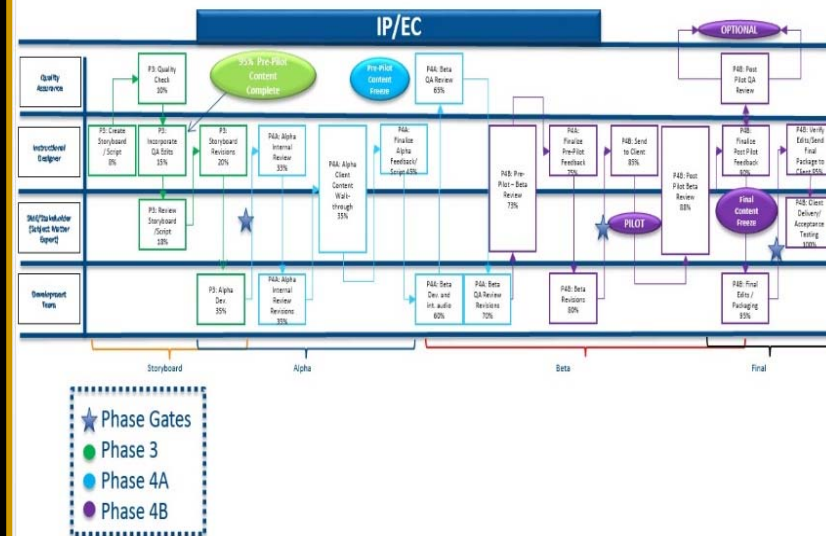 IP/EC
OPTIONAL
Quality
Assurance
P3: Quality
Check
10%
95% Pre-Pilot
Content
Complete
Pre-Pilot
Content
Freeze
P4A: Beta
QA Review
65%
P4B: Post
Pilot QA
Review
Instructional
Designer
P3: Create
Storyboard
/ Script
8%
P3:
Incorporate
QA Edits
15%
P3:
Storyboard
Revisions
20%
P4A: Alpha
Internal
Review
33%
P4A: Alpha
Client
Content
Walk-
through
35%
P4A:
Finalize
Alpha
Feedback/
Script 45%
P4B: Pre-
Pilot – Beta
Review
73%
P4A:
Finalize
Pre-Pilot
Feedback
75%
P4B: Send
to Client
85%
P4B: Post
Pilot Beta
Review
88%
P4B:
Finalize
Post Pilot
Feedback
90%
P4B: Verify
Edits/Send
Final
Package to
Client 95%
(Subject Matter
Expert)
P3: Review
Storyboard
/Script
18%
PILOT
Final
Content
Freeze
P4B: Client
Delivery/
Acceptance
Testing
100%
Development
Team
P3: Alpha
Dev.
35%
P4A: Alpha
Internal
Review
Revisions
35%
P4A: Beta
Dev. and
int. audio
60%
P4A: Beta
QA Review
Revisions
70%
P4B: Beta
Revisions
80%
P4B: Final
Edits /
Packaging
93%
Storyboard
Alpha
Beta
Final
Phase Gates
Phase 3
Phase 4A
Phase 4B